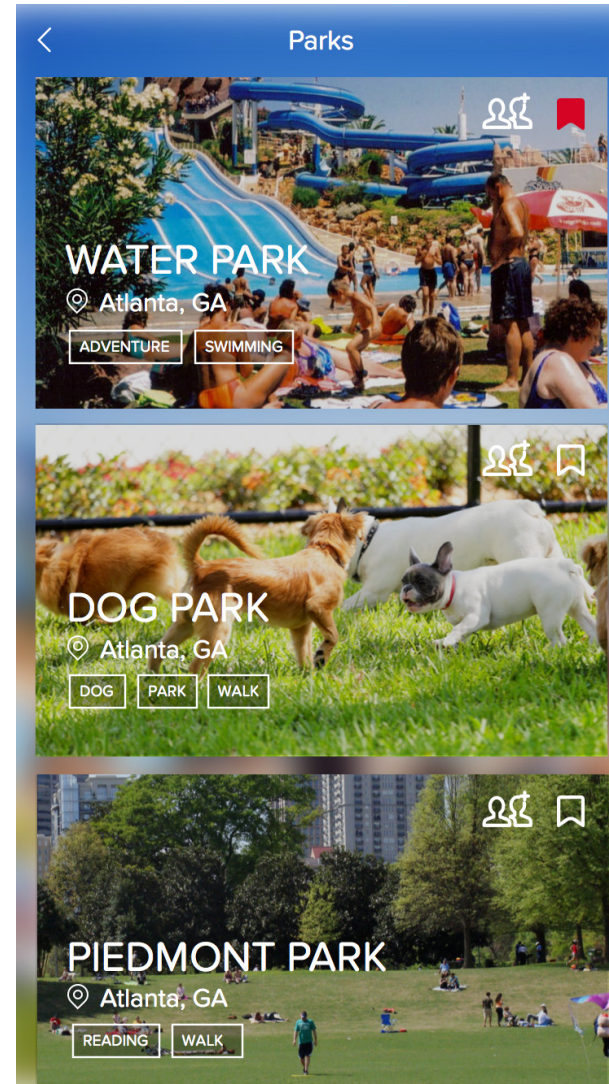 Parks
WATER PARK
Atlanta, GA
ADVENTURE SWIMMING
DOG PARK
Atlanta, GA
DOG PARK WALK
PIEDMONT PARK
Atlanta, GA
READING WALK